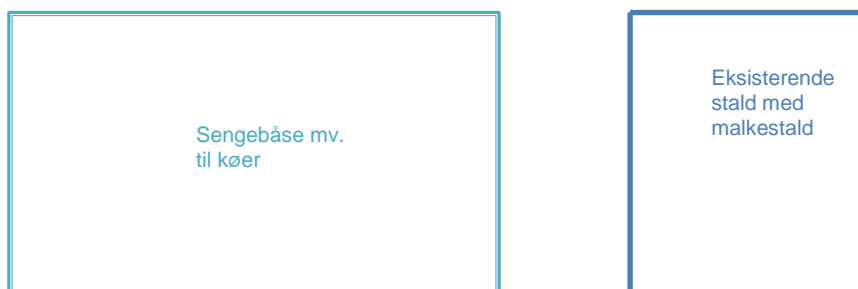 Sengebåse mv.
til køer
Eksisterende
stald med
malkestald